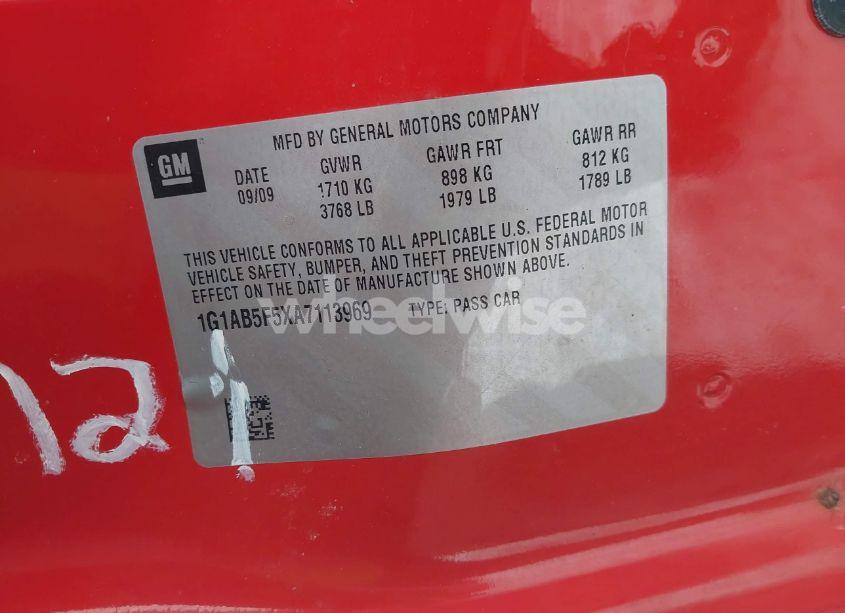 MFD BY GENERAL MOTORS COMPANY
GM
DATE GVWR GAWR FRT GAWR RR
09/09 1710 KG 898 KG 812 KG
3768 LB 1979 LB 1789 LB
THIS VEHICLE CONFORMS TO ALL APPLICABLE U.S. FEDERAL MOTOR
VEHICLE SAFETY, BUMPER, AND THEFT PREVENTION STANDARDS IN
EFFECT ON THE DATE OF MANUFACTURE SHOWN ABOVE.
1G1AB5F5XA7113969 TYPE: PASS CAR
wheelwise
12